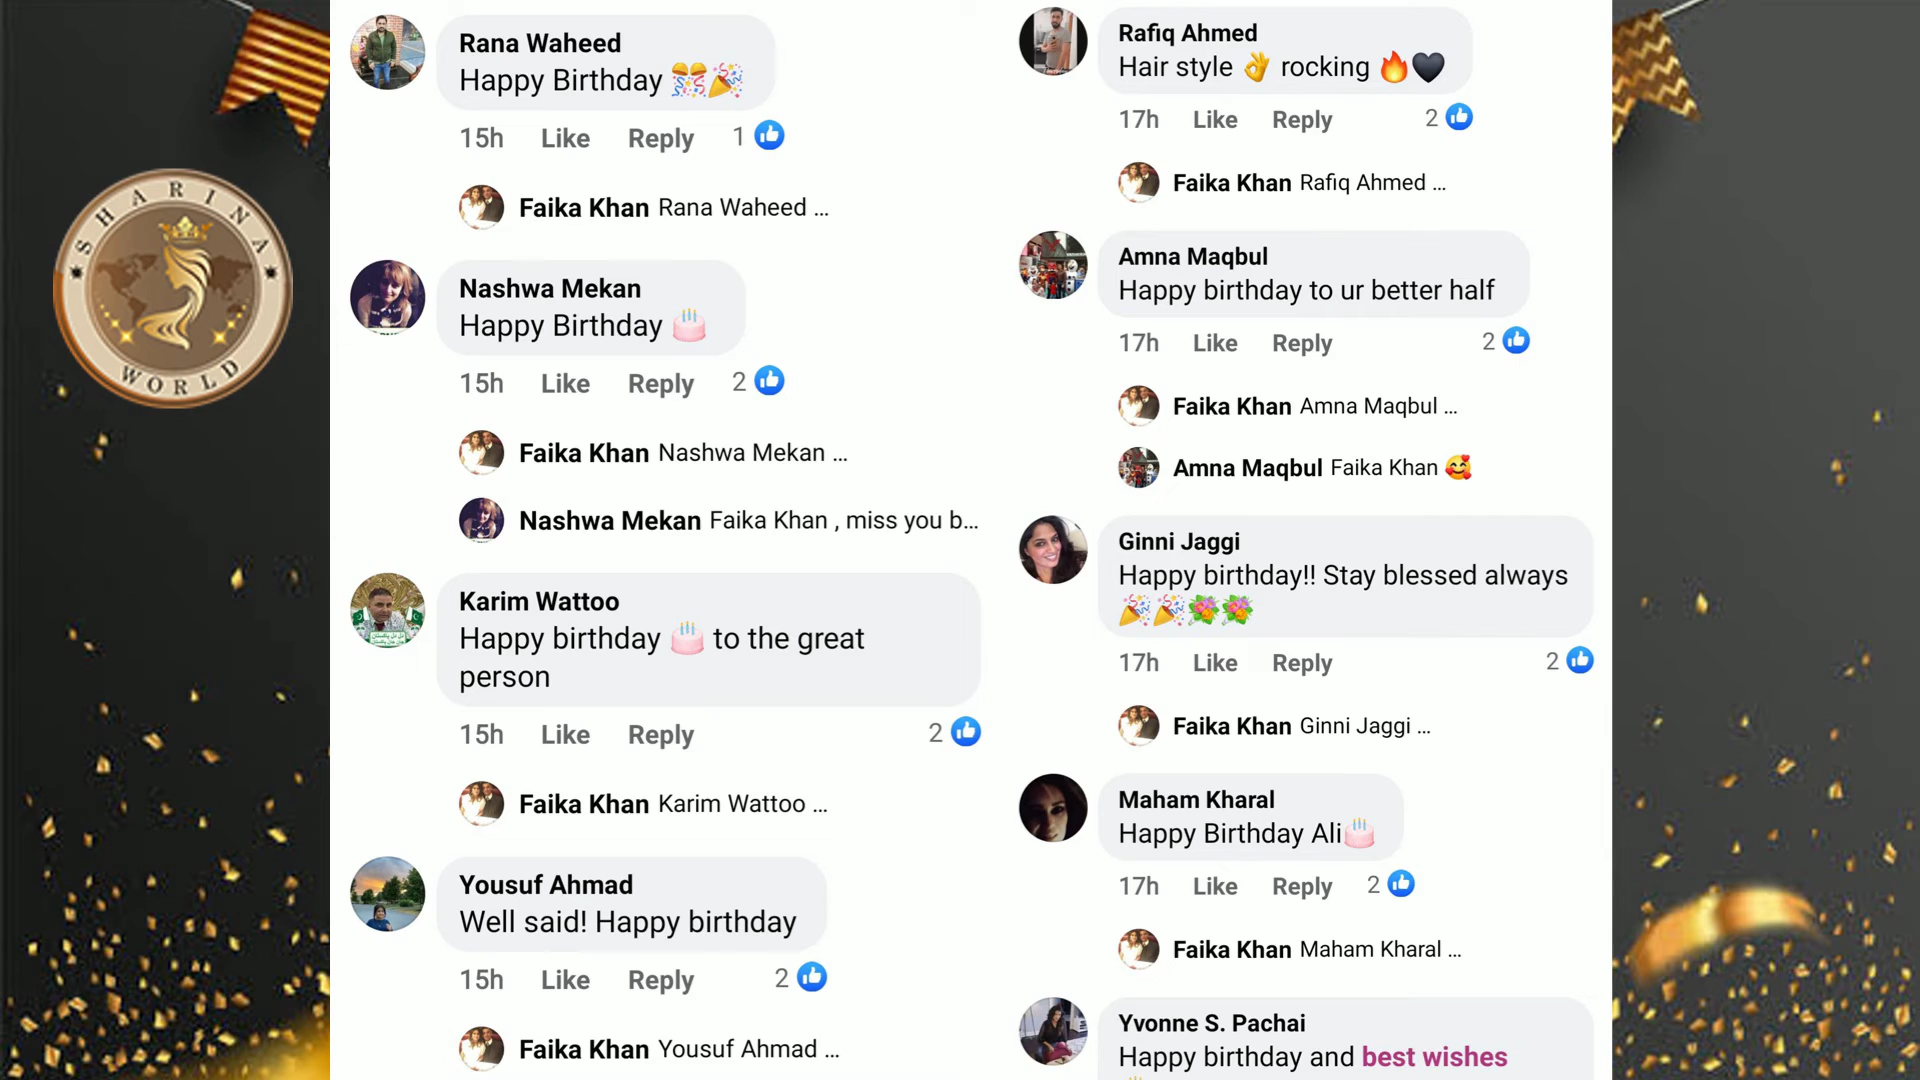 SHARINA
WORLD
Rana Waheed
Happy Birthday 🎊🎉
15h Like Reply 1
Faika Khan Rana Waheed ...
Nashwa Mekan
Happy Birthday 🎂
15h Like Reply 2
Faika Khan Nashwa Mekan ...
Nashwa Mekan Faika Khan , miss you b...
Karim Wattoo
Happy birthday 🎂 to the great
person
15h Like Reply 2
Faika Khan Karim Wattoo ...
Yousuf Ahmad
Well said! Happy birthday
15h Like Reply 2
Faika Khan Yousuf Ahmad ...
Rafiq Ahmed
Hair style 👌 rocking 🔥🖤
17h Like Reply 2
Faika Khan Rafiq Ahmed ...
Amna Maqbul
Happy birthday to ur better half
17h Like Reply 2
Faika Khan Amna Maqbul ...
Amna Maqbul Faika Khan 🥰
Ginni Jaggi
Happy birthday!! Stay blessed always
🎉🎉💐💐
17h Like Reply 2
Faika Khan Ginni Jaggi ...
Maham Kharal
Happy Birthday Ali🎂
17h Like Reply 2
Faika Khan Maham Kharal ...
Yvonne S. Pachai
Happy birthday and best wishes